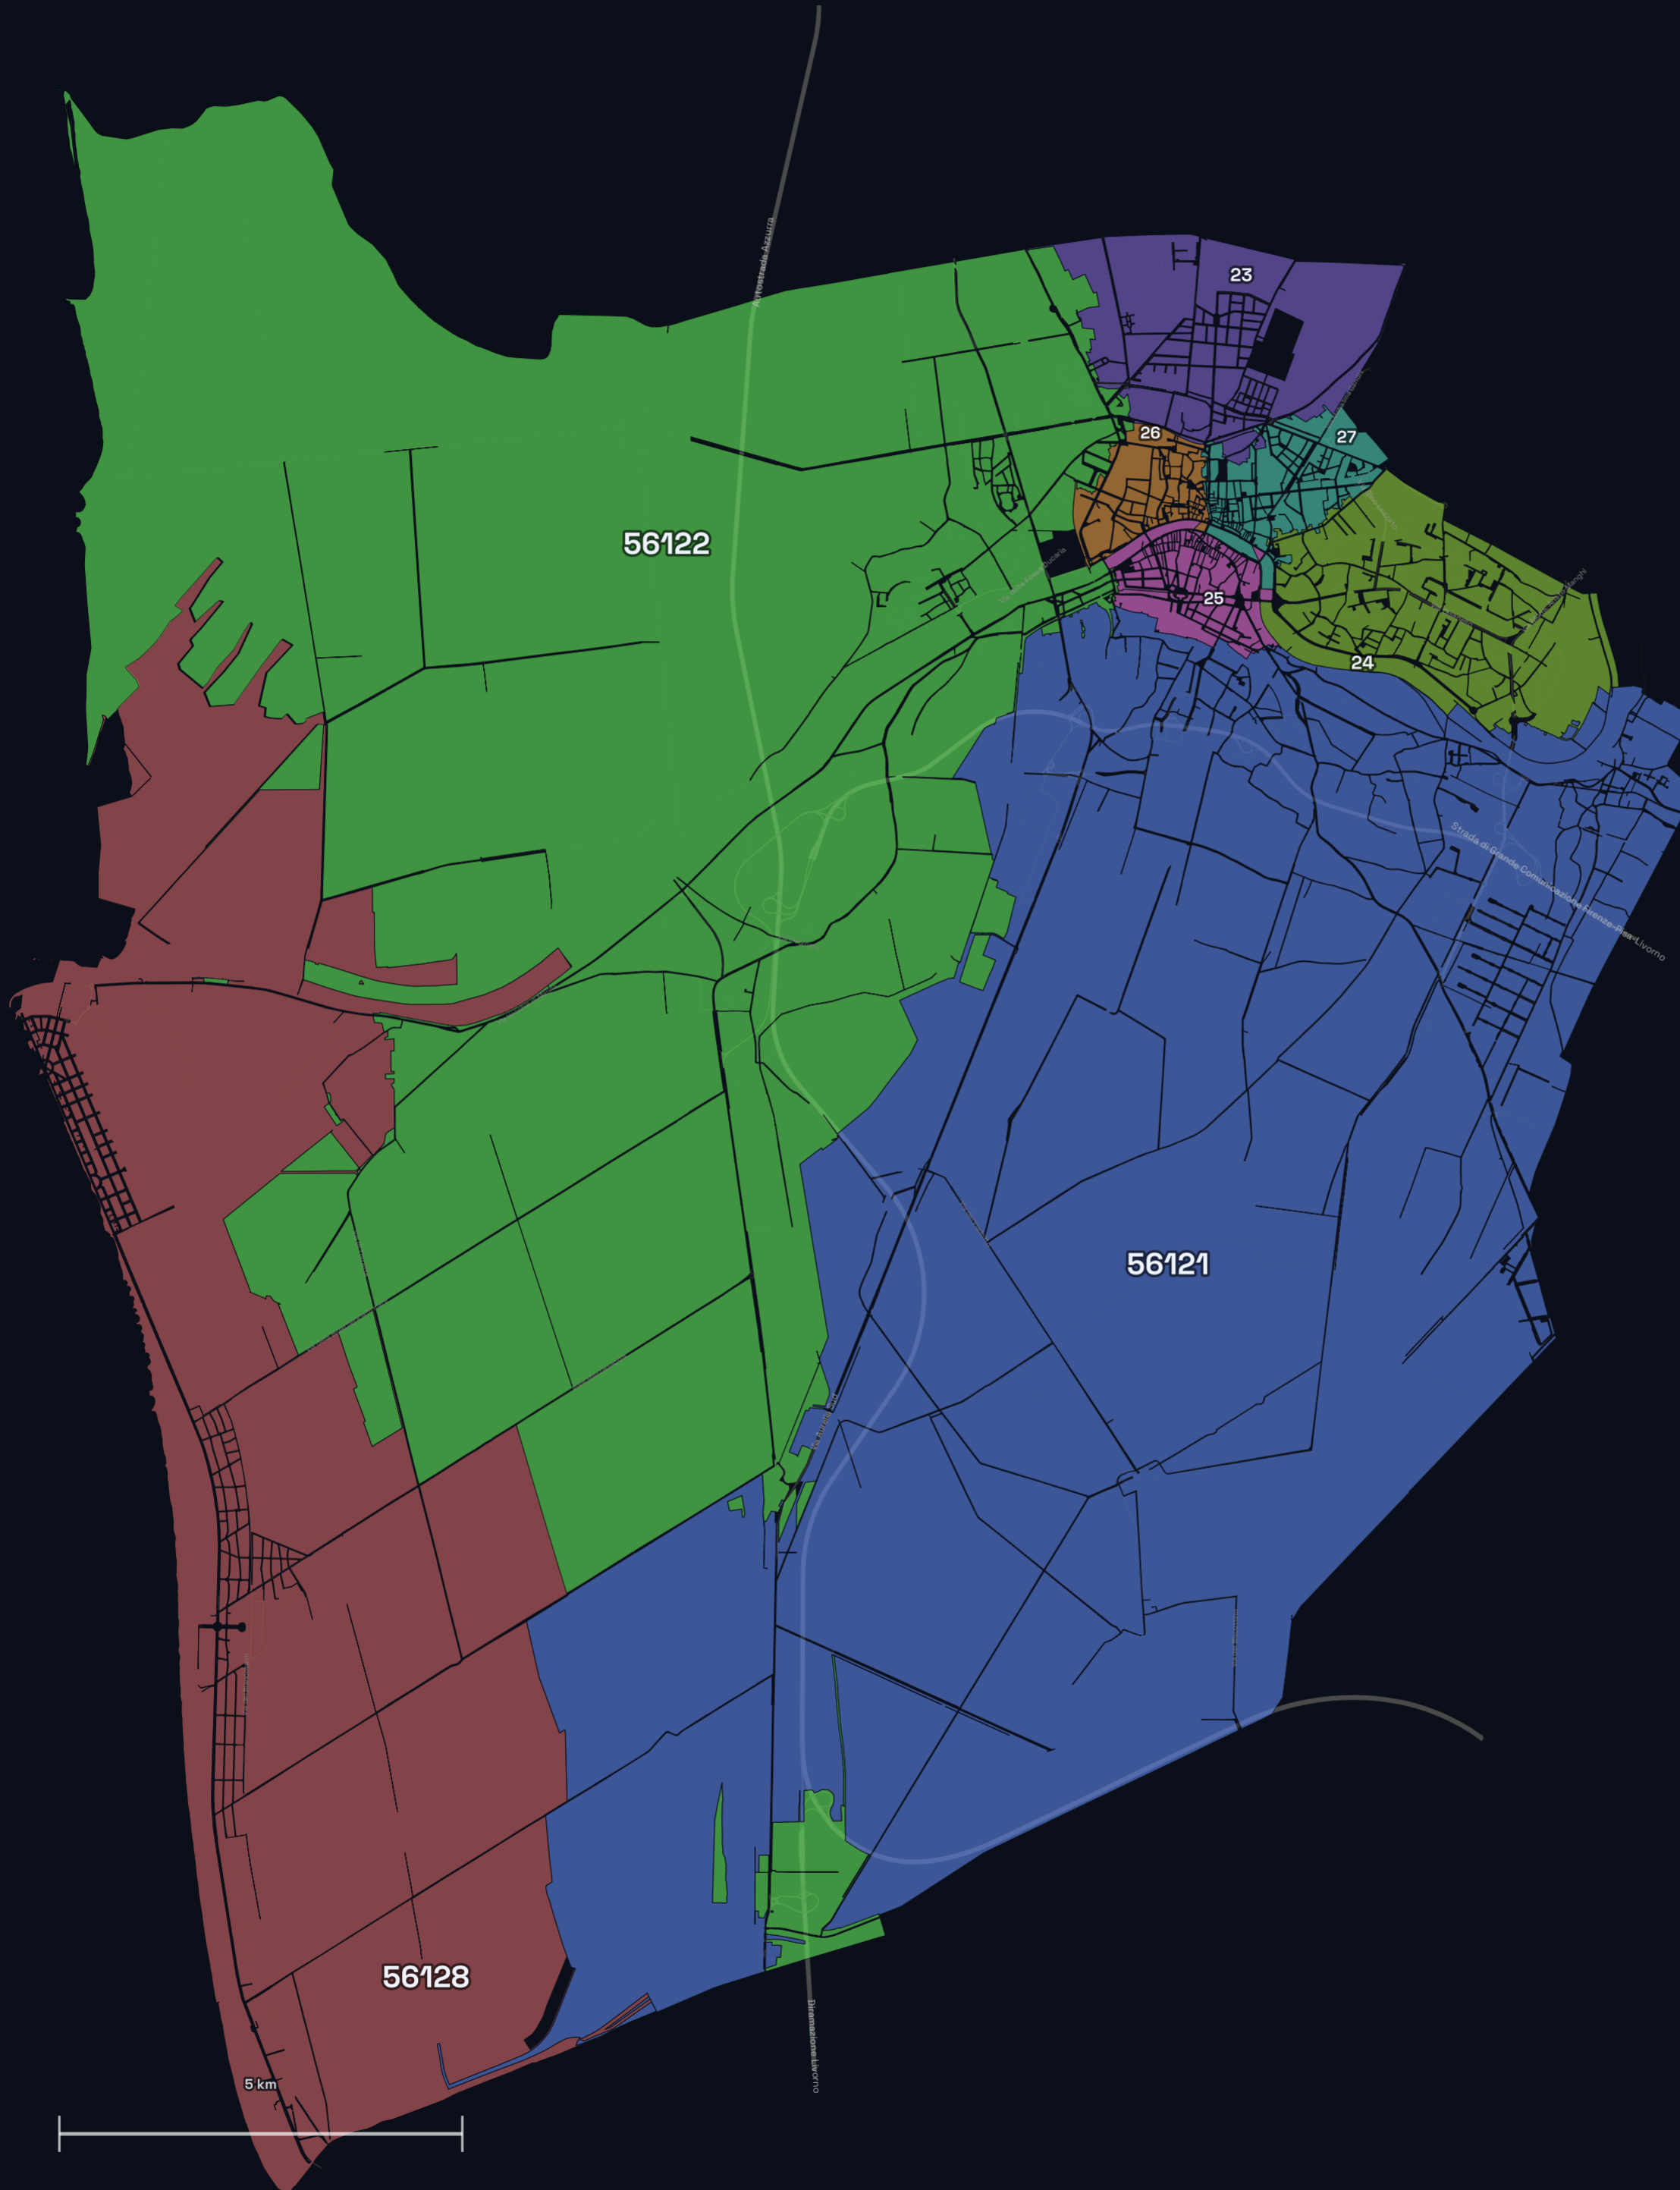 Autostrada Azzurra
23
26
27
56122
25
24
Strada di Grande Comunicazione Firenze-Pisa-Livorno
56121
56128
Diramazione Livorno
5 km